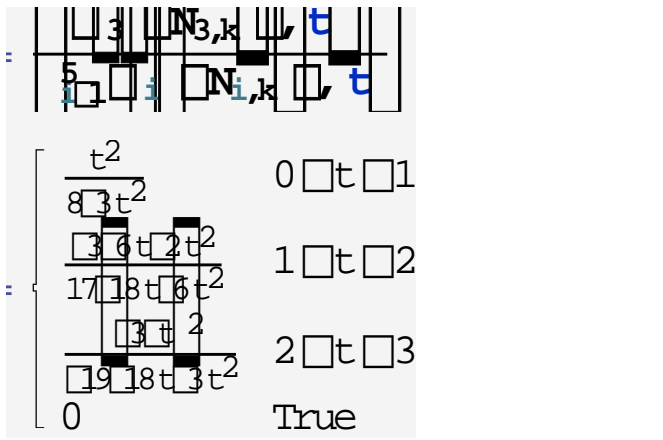 □ 3 □N3,k □, t
5
i□1 □ i □Ni,k □, t
t² 0□t□1
8□3t²
□3□6t□2t²
17□18t□6t² 1□t□2
□3□t²
□19□18t□3t² 2□t□3
0 True